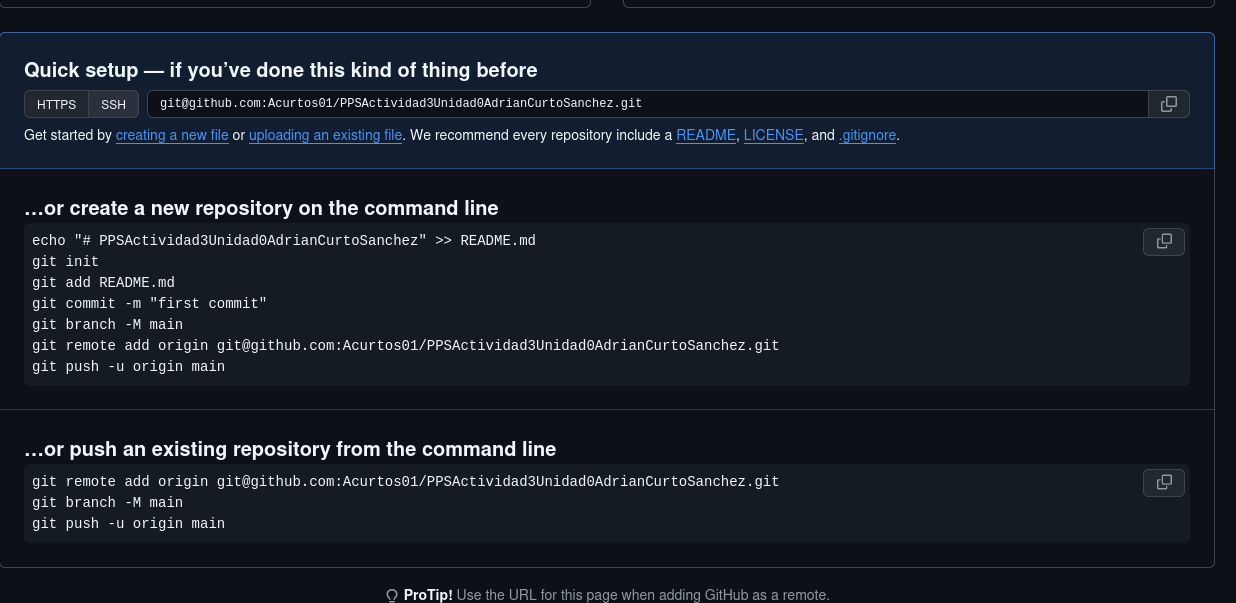 Quick setup — if you’ve done this kind of thing before
HTTPS SSH git@github.com:Acurtos01/PPSActividad3Unidad0AdrianCurtoSanchez.git
Get started by creating a new file or uploading an existing file. We recommend every repository include a README, LICENSE, and .gitignore.
…or create a new repository on the command line
echo "# PPSActividad3Unidad0AdrianCurtoSanchez" >> README.md
git init
git add README.md
git commit -m "first commit"
git branch -M main
git remote add origin git@github.com:Acurtos01/PPSActividad3Unidad0AdrianCurtoSanchez.git
git push -u origin main
…or push an existing repository from the command line
git remote add origin git@github.com:Acurtos01/PPSActividad3Unidad0AdrianCurtoSanchez.git
git branch -M main
git push -u origin main
ProTip! Use the URL for this page when adding GitHub as a remote.